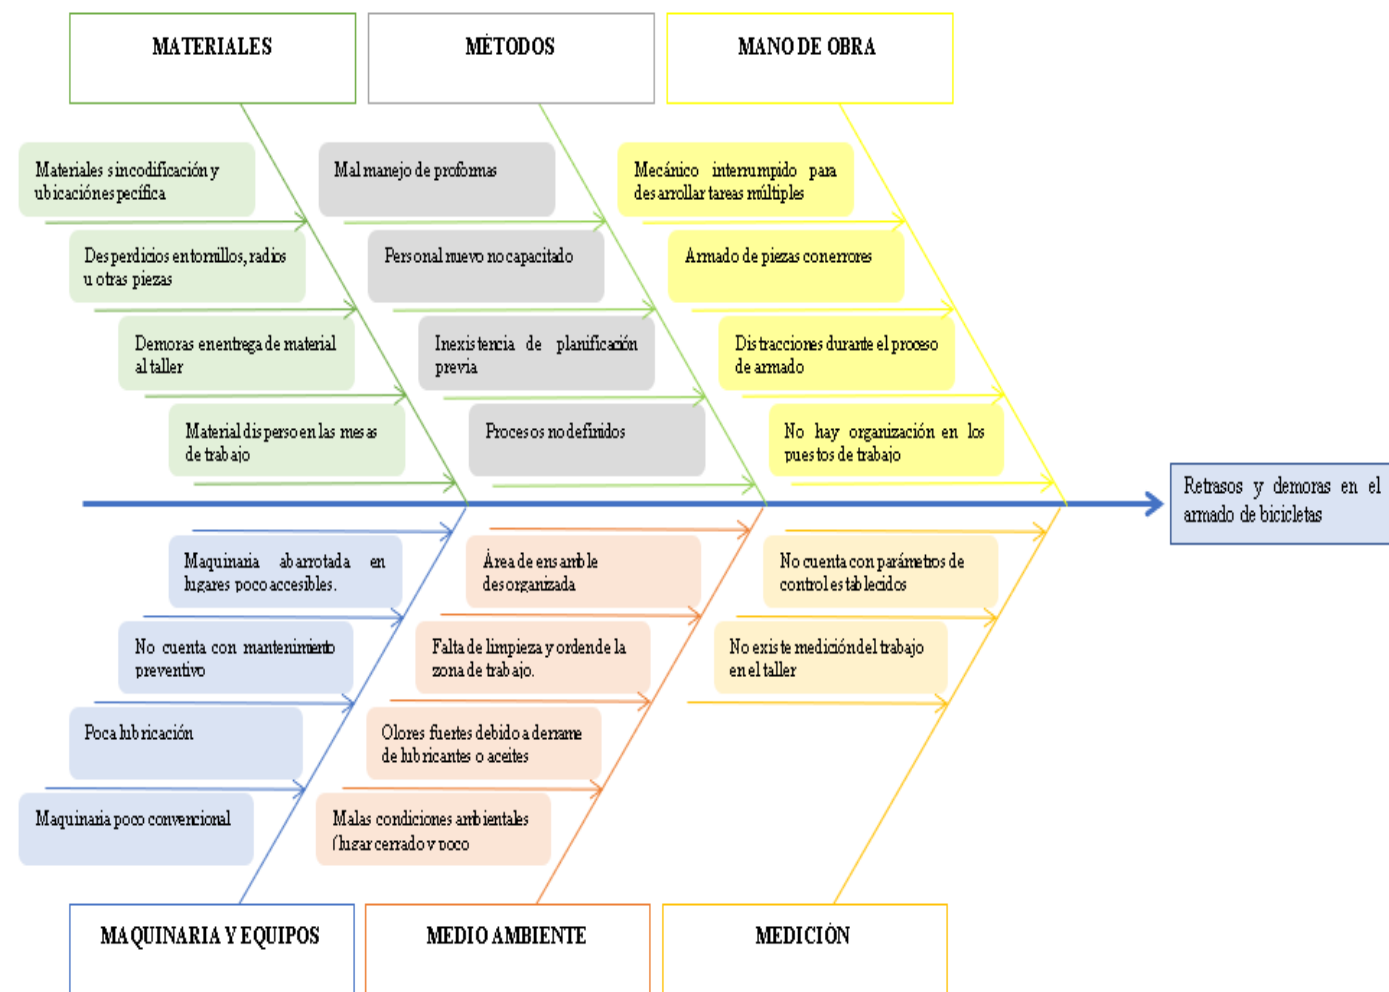 MATERIALES
MÉTODOS
MANO DE OBRA
Materiales sin codificación y
ubicación específica
Mal manejo de proformas
Mecánico interrumpido para
desarrollar tareas múltiples
Desperdicios en tornillos, radios
u otras piezas
Personal nuevo no capacitado
Armado de piezas con errores
Demoras en entrega de material
al taller
Inexistencia de planificación
previa
Distracciones durante el proceso
de armado
Material disperso en las mesas
de trabajo
Procesos no definidos
No hay organización en los
puestos de trabajo
Retrasos y demoras en el
armado de bicicletas
Maquinaria abarrotada en
lugares poco accesibles.
Área de ensamble
desorganizada
No cuenta con parámetros de
control establecidos
No cuenta con mantenimiento
preventivo
Falta de limpieza y orden de la
zona de trabajo.
No existe medición del trabajo
en el taller
Poca lubricación
Olores fuertes debido a derrame
de lubricantes o aceites
Maquinaria poco convencional
Malas condiciones ambientales
(lugar cerrado y poco
MAQUINARIA Y EQUIPOS
MEDIO AMBIENTE
MEDICIÓN